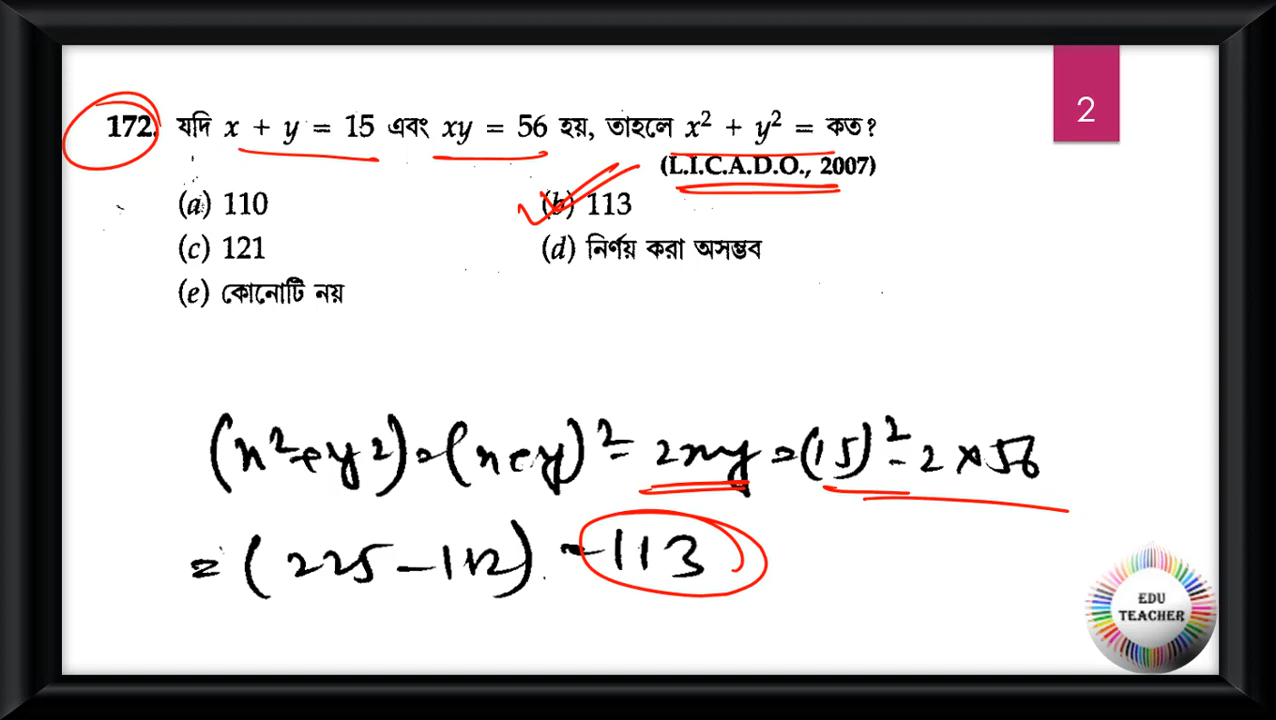 2
172. যদি x + y = 15 এবং xy = 56 হয়, তাহলে x² + y² = কত?
(L.I.C.A.D.O., 2007)
(a) 110 (b) 113
(c) 121 (d) নির্ণয় করা অসম্ভব
(e) কোনোটি নয়
(x²+y²)=(x+y)²-2xy=(15)²-2×56
=(225-112)=113
EDU
TEACHER